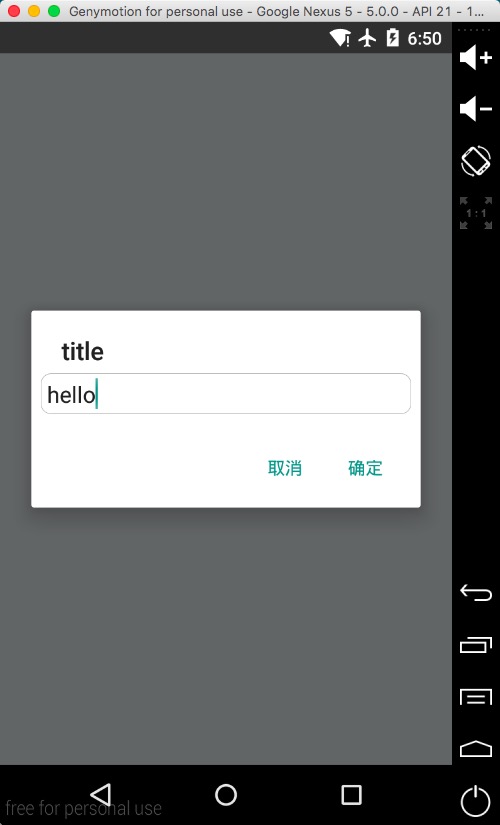 Genymotion for personal use - Google Nexus 5 - 5.0.0 - API 21 - 1...
6:50
1:1
title
hello
取消 确定
free for personal use